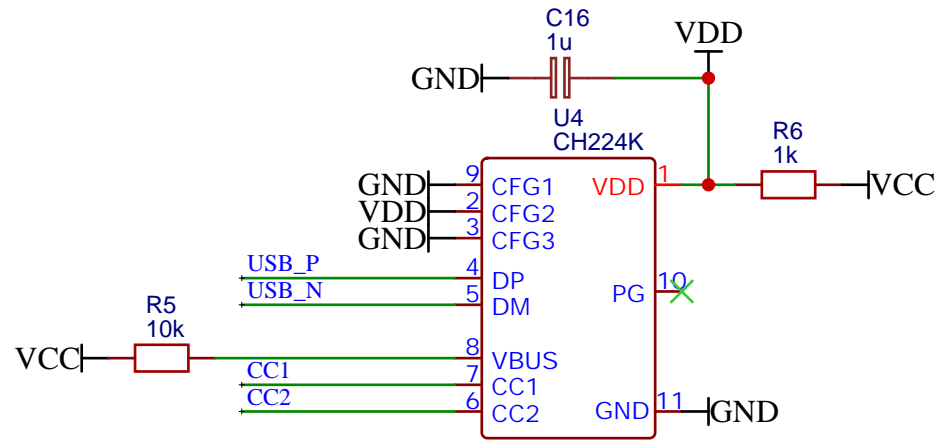 C16
1u
VDD
GND
U4
CH224K
R6
1k
GND 9 CFG1
VDD 1
VCC
VDD 2 CFG2
GND 3 CFG3
USB_P 4 DP
USB_N 5 DM
PG 10
R5
10k
VCC 8 VBUS
CC1 7 CC1
CC2 6 CC2
GND 11 GND